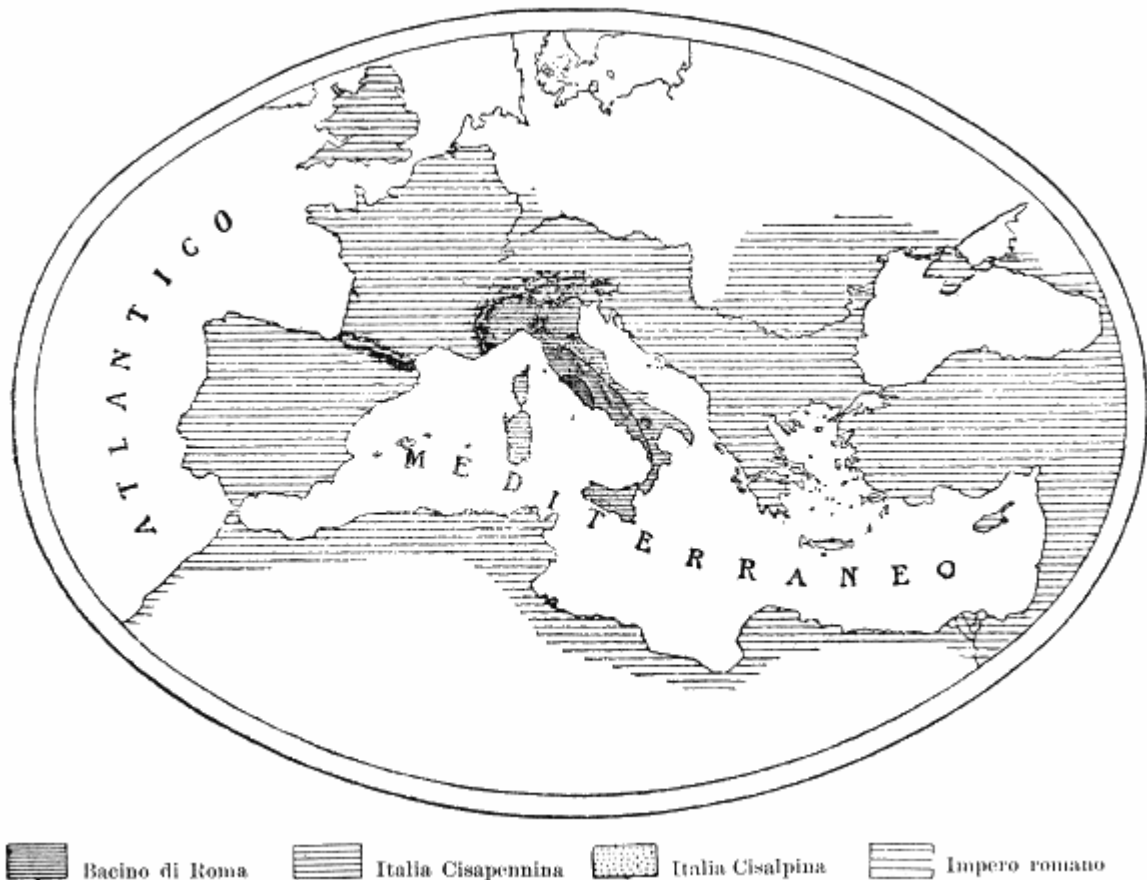 ATLANTICO
MEDITERRANEO
Bacino di Roma
Italia Cisapennina
Italia Cisalpina
Impero romano